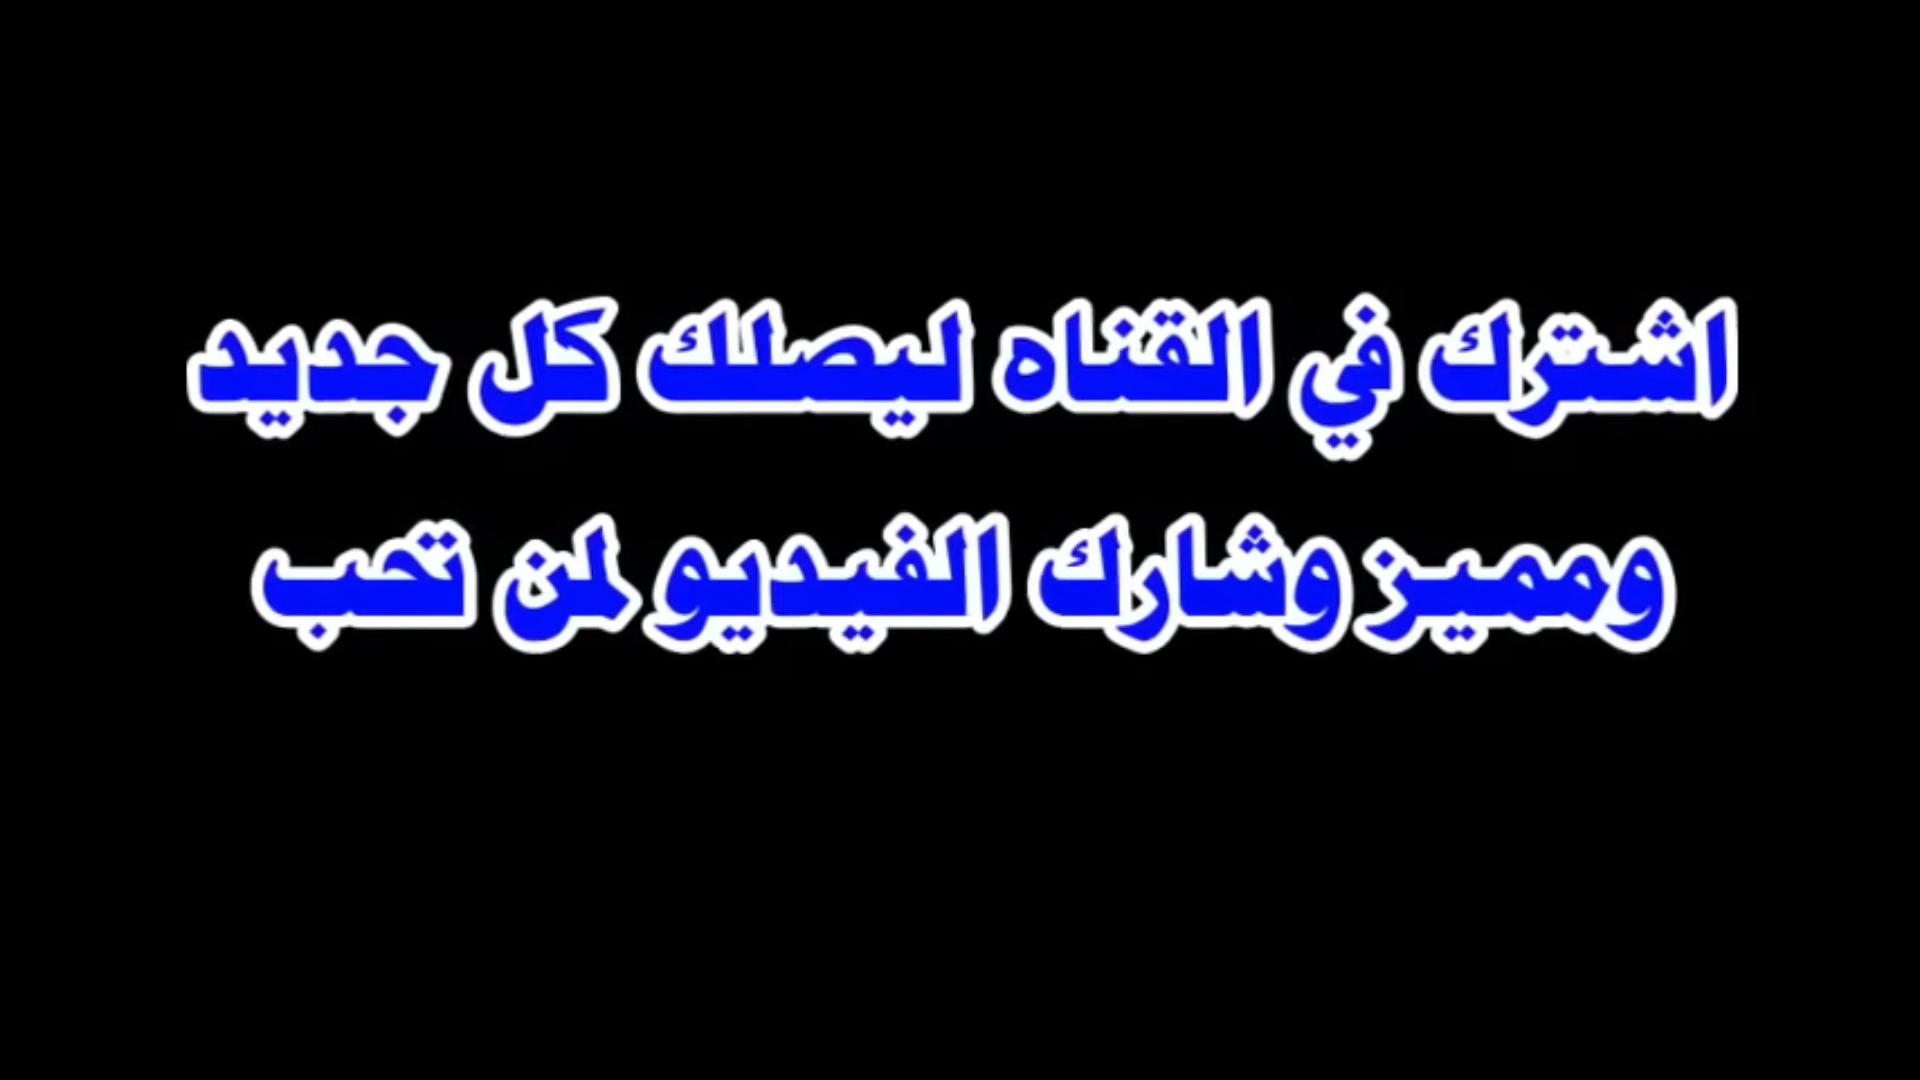 اشترك في القناه ليصلك كل جديد
ومميز وشارك الفيديو لمن تحب